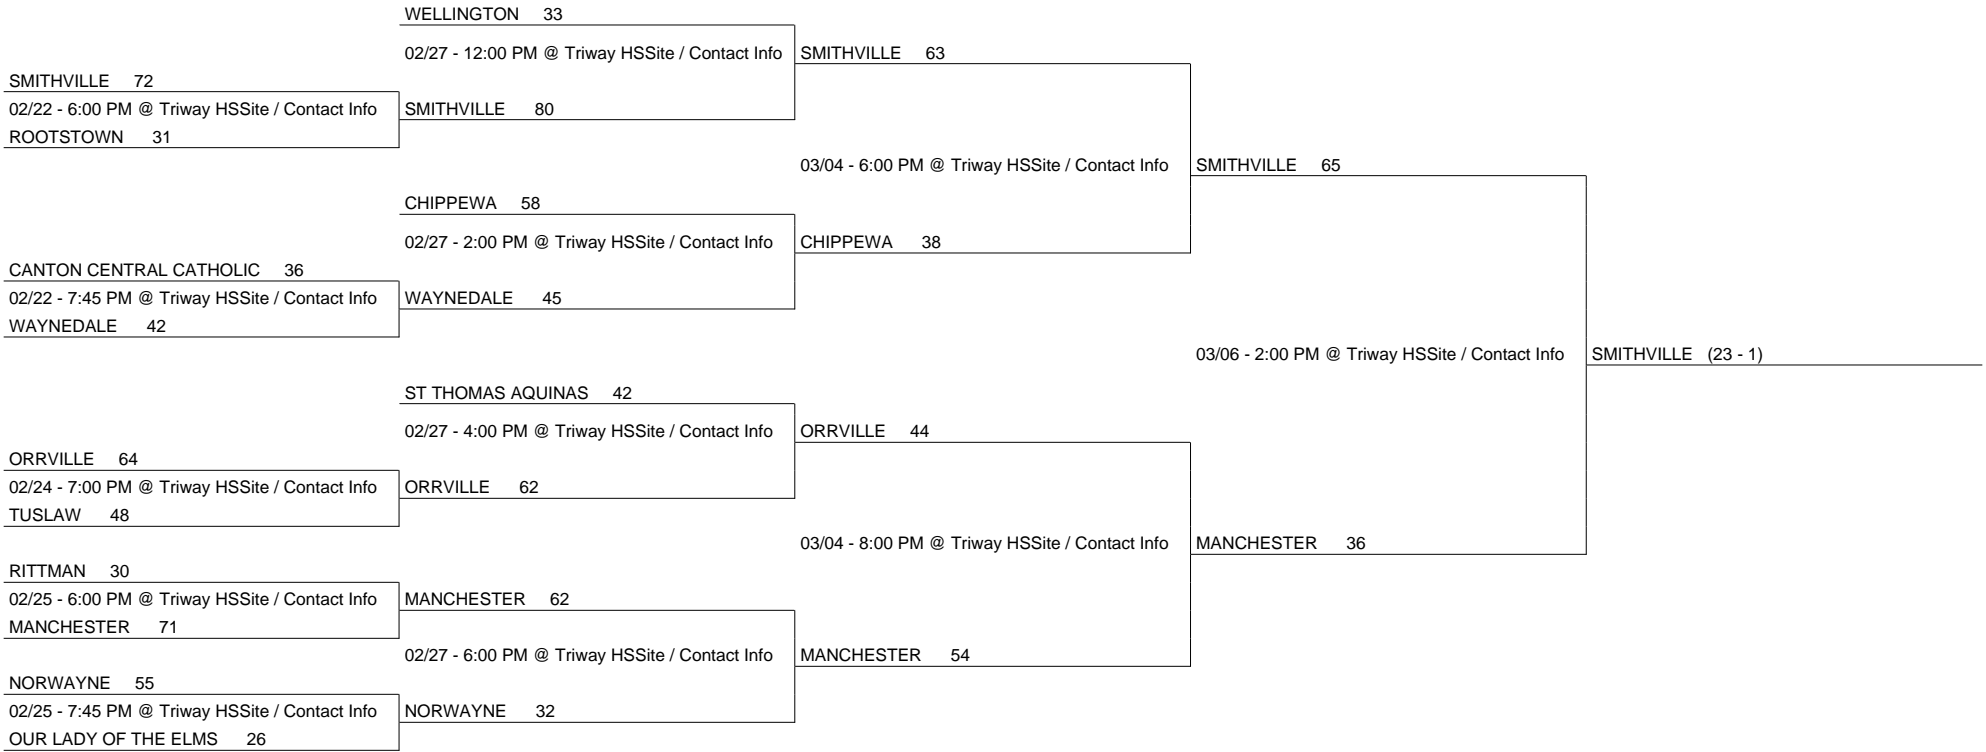 WELLINGTON 33
02/27 - 12:00 PM @ Triway HSSite / Contact Info
SMITHVILLE 63
SMITHVILLE 72
02/22 - 6:00 PM @ Triway HSSite / Contact Info
SMITHVILLE 80
ROOTSTOWN 31
03/04 - 6:00 PM @ Triway HSSite / Contact Info
SMITHVILLE 65
CHIPPEWA 58
02/27 - 2:00 PM @ Triway HSSite / Contact Info
CHIPPEWA 38
CANTON CENTRAL CATHOLIC 36
02/22 - 7:45 PM @ Triway HSSite / Contact Info
WAYNEDALE 45
WAYNEDALE 42
03/06 - 2:00 PM @ Triway HSSite / Contact Info
SMITHVILLE (23 - 1)
ST THOMAS AQUINAS 42
02/27 - 4:00 PM @ Triway HSSite / Contact Info
ORRVILLE 44
ORRVILLE 64
02/24 - 7:00 PM @ Triway HSSite / Contact Info
ORRVILLE 62
TUSLAW 48
03/04 - 8:00 PM @ Triway HSSite / Contact Info
MANCHESTER 36
RITTMAN 30
02/25 - 6:00 PM @ Triway HSSite / Contact Info
MANCHESTER 62
MANCHESTER 71
02/27 - 6:00 PM @ Triway HSSite / Contact Info
MANCHESTER 54
NORWAYNE 55
02/25 - 7:45 PM @ Triway HSSite / Contact Info
NORWAYNE 32
OUR LADY OF THE ELMS 26